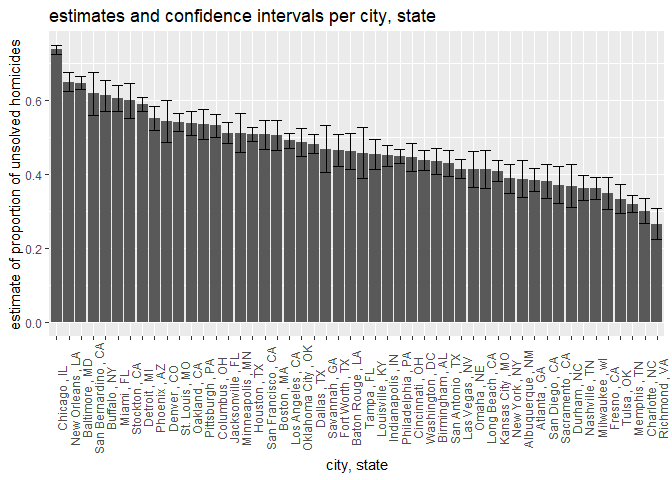 estimates and confidence intervals per city, state
estimate of proportion of unsolved homicides
0.6
0.4
0.2
0.0
Chicago , IL
New Orleans , LA
Baltimore , MD
San Bernardino , CA
Buffalo , NY
Miami , FL
Stockton , CA
Detroit , MI
Phoenix , AZ
Denver , CO
St. Louis , MO
Oakland , CA
Pittsburgh , PA
Columbus , OH
Jacksonville , FL
Minneapolis , MN
Houston , TX
San Francisco , CA
Boston , MA
Los Angeles , CA
Oklahoma City , OK
Dallas , TX
Savannah , GA
Fort Worth , TX
Baton Rouge , LA
Tampa , FL
Louisville , KY
Indianapolis , IN
Philadelphia , PA
Cincinnati , OH
Washington , DC
Birmingham , AL
San Antonio , TX
Las Vegas , NV
Omaha , NE
Long Beach , CA
Kansas City , MO
New York , NY
Albuquerque , NM
Atlanta , GA
San Diego , CA
Sacramento , CA
Durham , NC
Nashville , TN
Milwaukee , wI
Fresno , CA
Tulsa , OK
Memphis , TN
Charlotte , NC
Richmond , VA
city, state